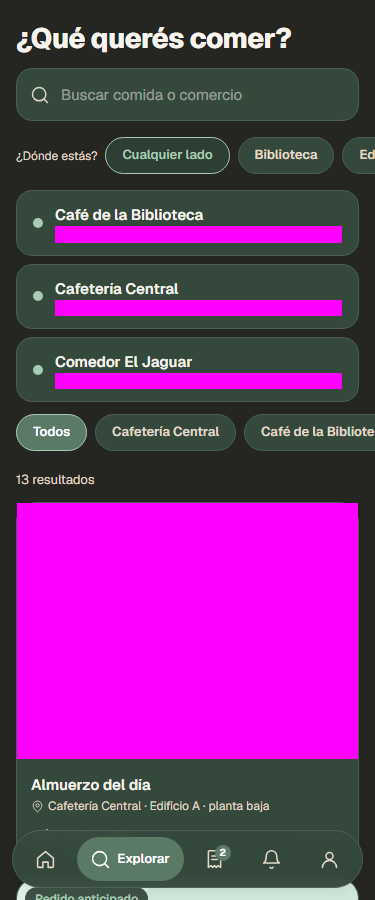 ¿Qué querés comer?
Buscar comida o comercio
¿Dónde estás? Cualquier lado Biblioteca Ed
Café de la Biblioteca
Cafetería Central
Comedor El Jaguar
Todos Cafetería Central Café de la Bibliote
13 resultados
Almuerzo del día
Cafetería Central · Edificio A · planta baja
Explorar 2
Pedido anticipado